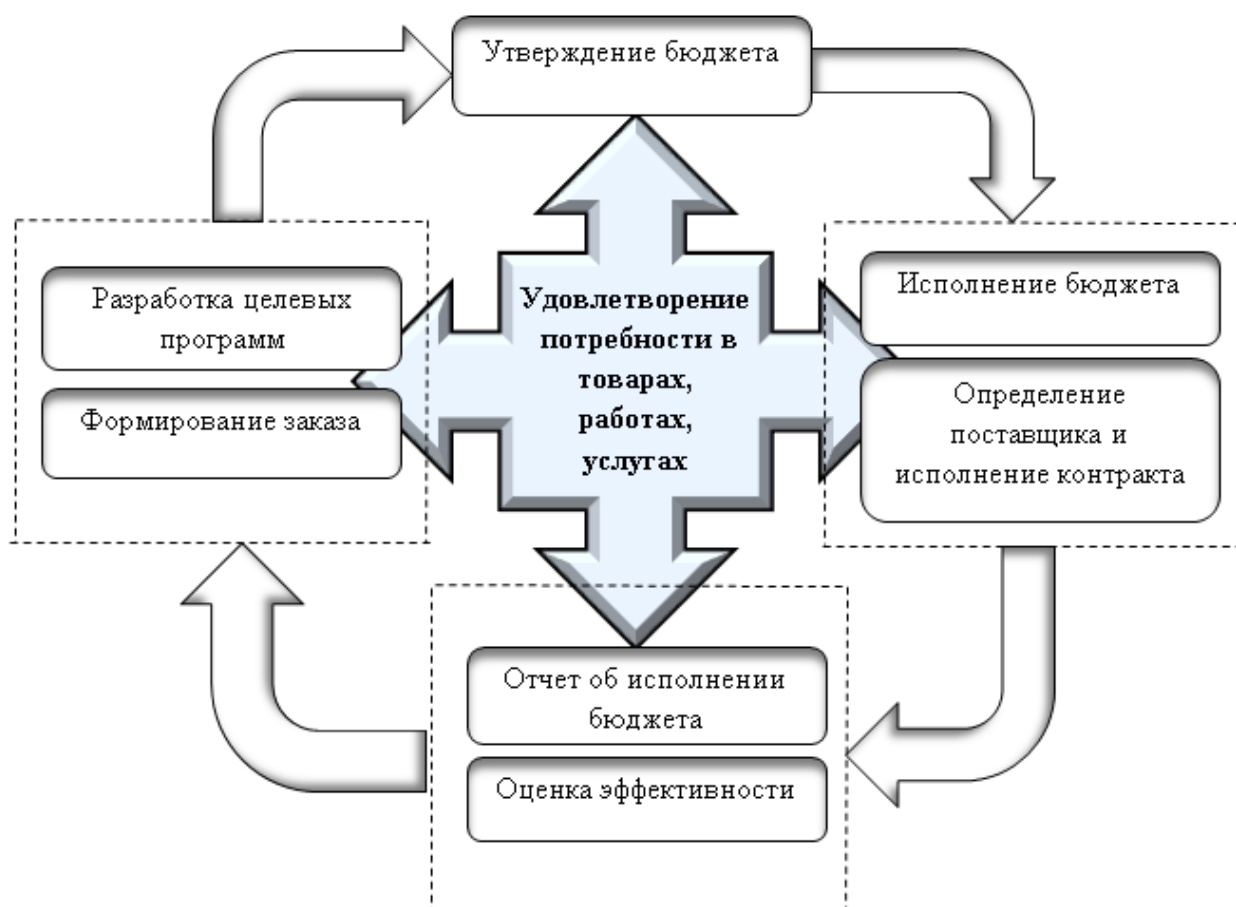 Утверждение бюджета
Разработка целевых
программ
Формирование заказа
Удовлетворение
потребности в
товарах,
работах,
услугах
Исполнение бюджета
Определение
поставщика и
исполнение контракта
Отчет об исполнении
бюджета
Оценка эффективности